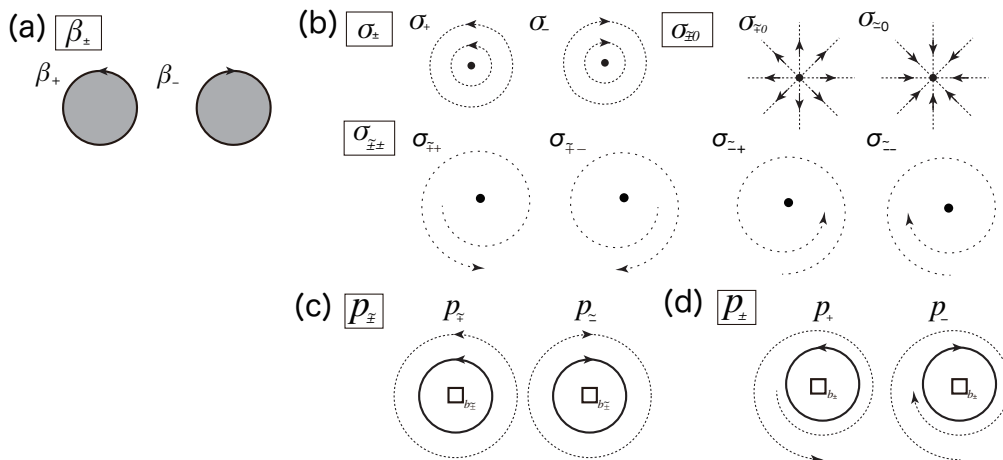 (a) β± β₊ β₋
(b) σ± σ₊ σ₋ σ∓̃0 σ∓̃0 σ≃0
σ∓̃± σ∓̃+ σ∓̃− σ−̃+ σ−̃−
(c) p∓̃ p∓̃ p−̃
b∓̃ b∓̃
(d) p± p₊ p₋
b± b±